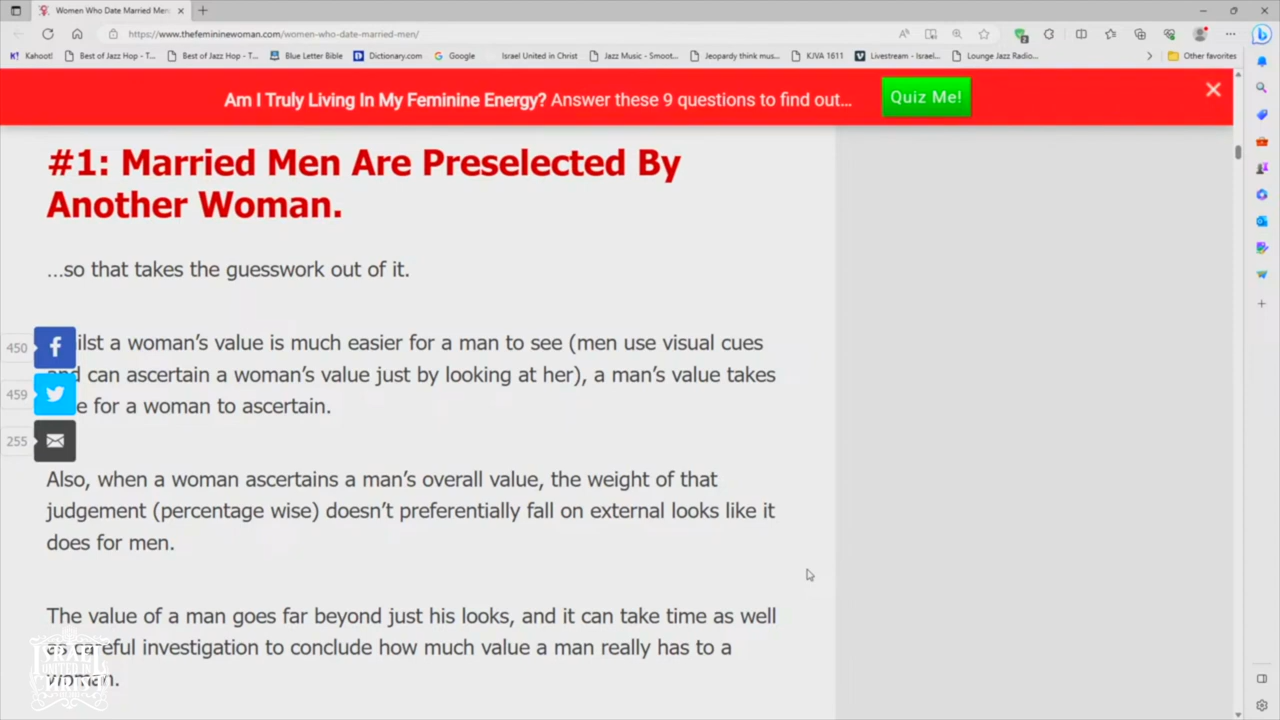 Women Who Date Married Men
https://www.thefemininewoman.com/women-who-date-married-men/
Kahoot! Best of Jazz Hop - T... Best of Jazz Hop - T... Blue Letter Bible Dictionary.com Google Israel United in Christ Jazz Music - Smoot... Jeopardy think mus... KJVA 1611 Livestream - Israel... Lounge Jazz Radio... Other favorites
Am I Truly Living In My Feminine Energy? Answer these 9 questions to find out... Quiz Me!
#1: Married Men Are Preselected By
Another Woman.
...so that takes the guesswork out of it.
ilst a woman's value is much easier for a man to see (men use visual cues
450
and can ascertain a woman's value just by looking at her), a man's value takes
459
e for a woman to ascertain.
255
Also, when a woman ascertains a man's overall value, the weight of that
judgement (percentage wise) doesn't preferentially fall on external looks like it
does for men.
The value of a man goes far beyond just his looks, and it can take time as well
as careful investigation to conclude how much value a man really has to a
woman.
ISRAEL
UNITED IN
CHRIST